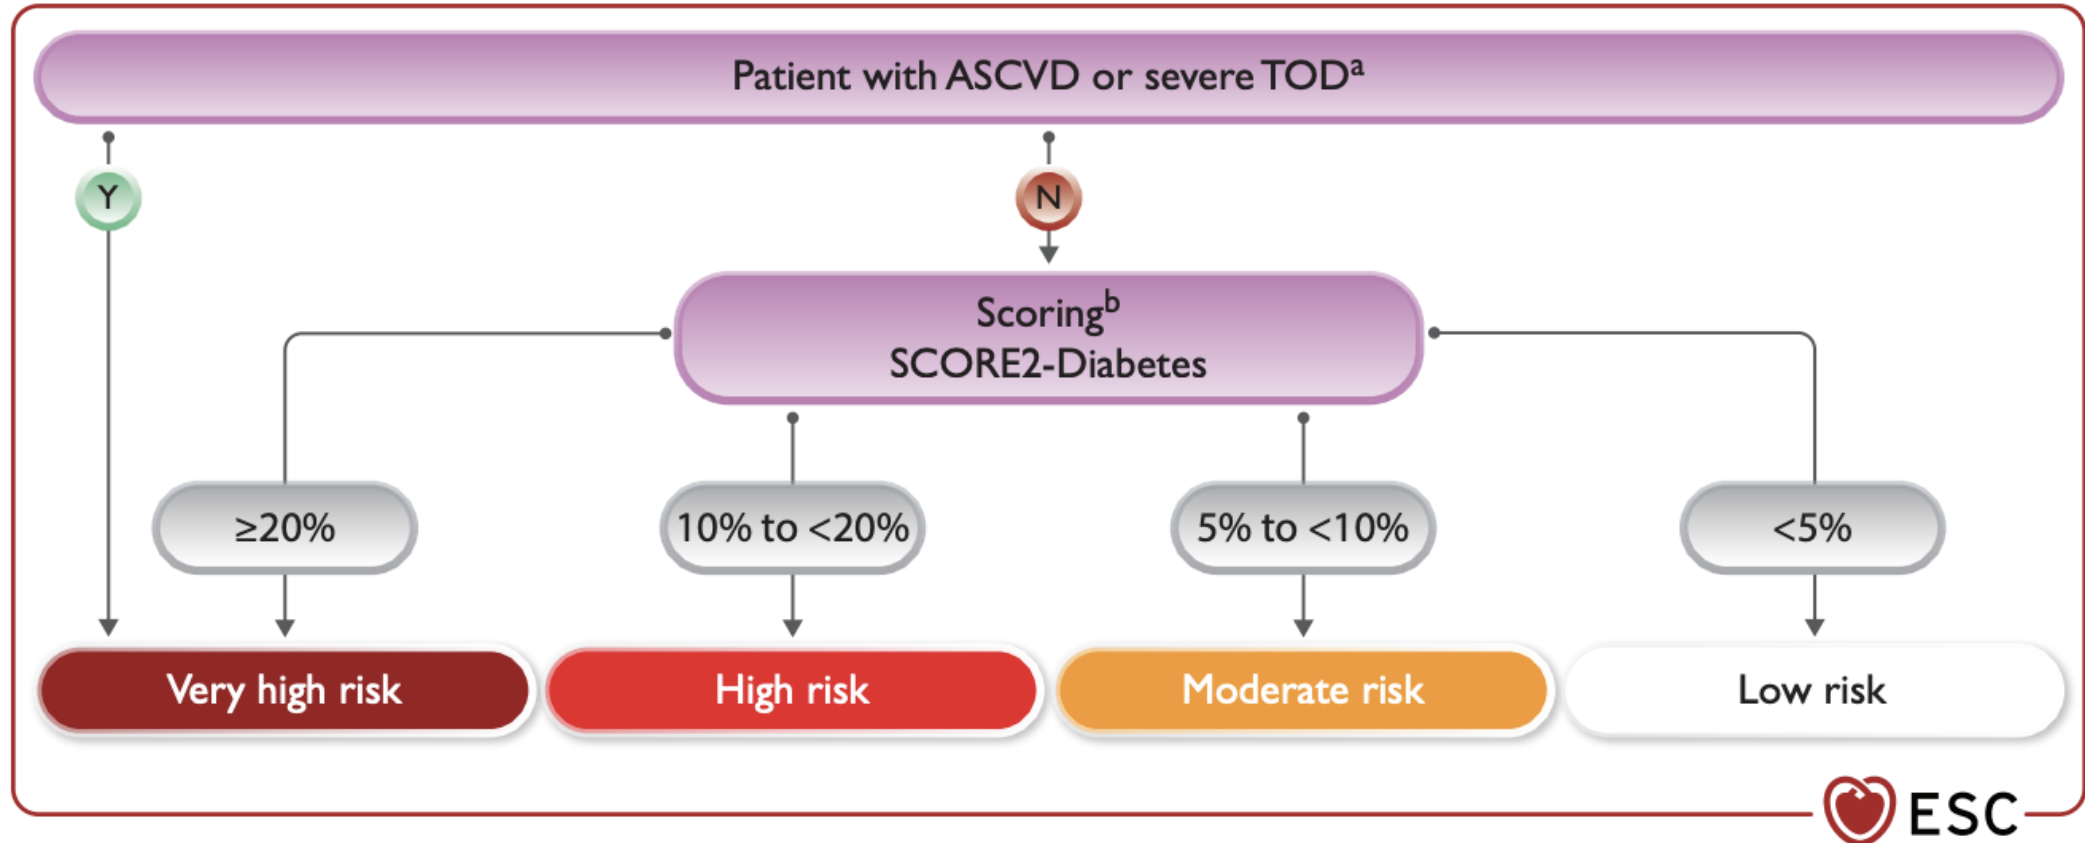 Patient with ASCVD or severe TODᵃ
Y
N
Scoringᵇ
SCORE2-Diabetes
≥20%
10% to <20%
5% to <10%
<5%
Very high risk
High risk
Moderate risk
Low risk
ESC